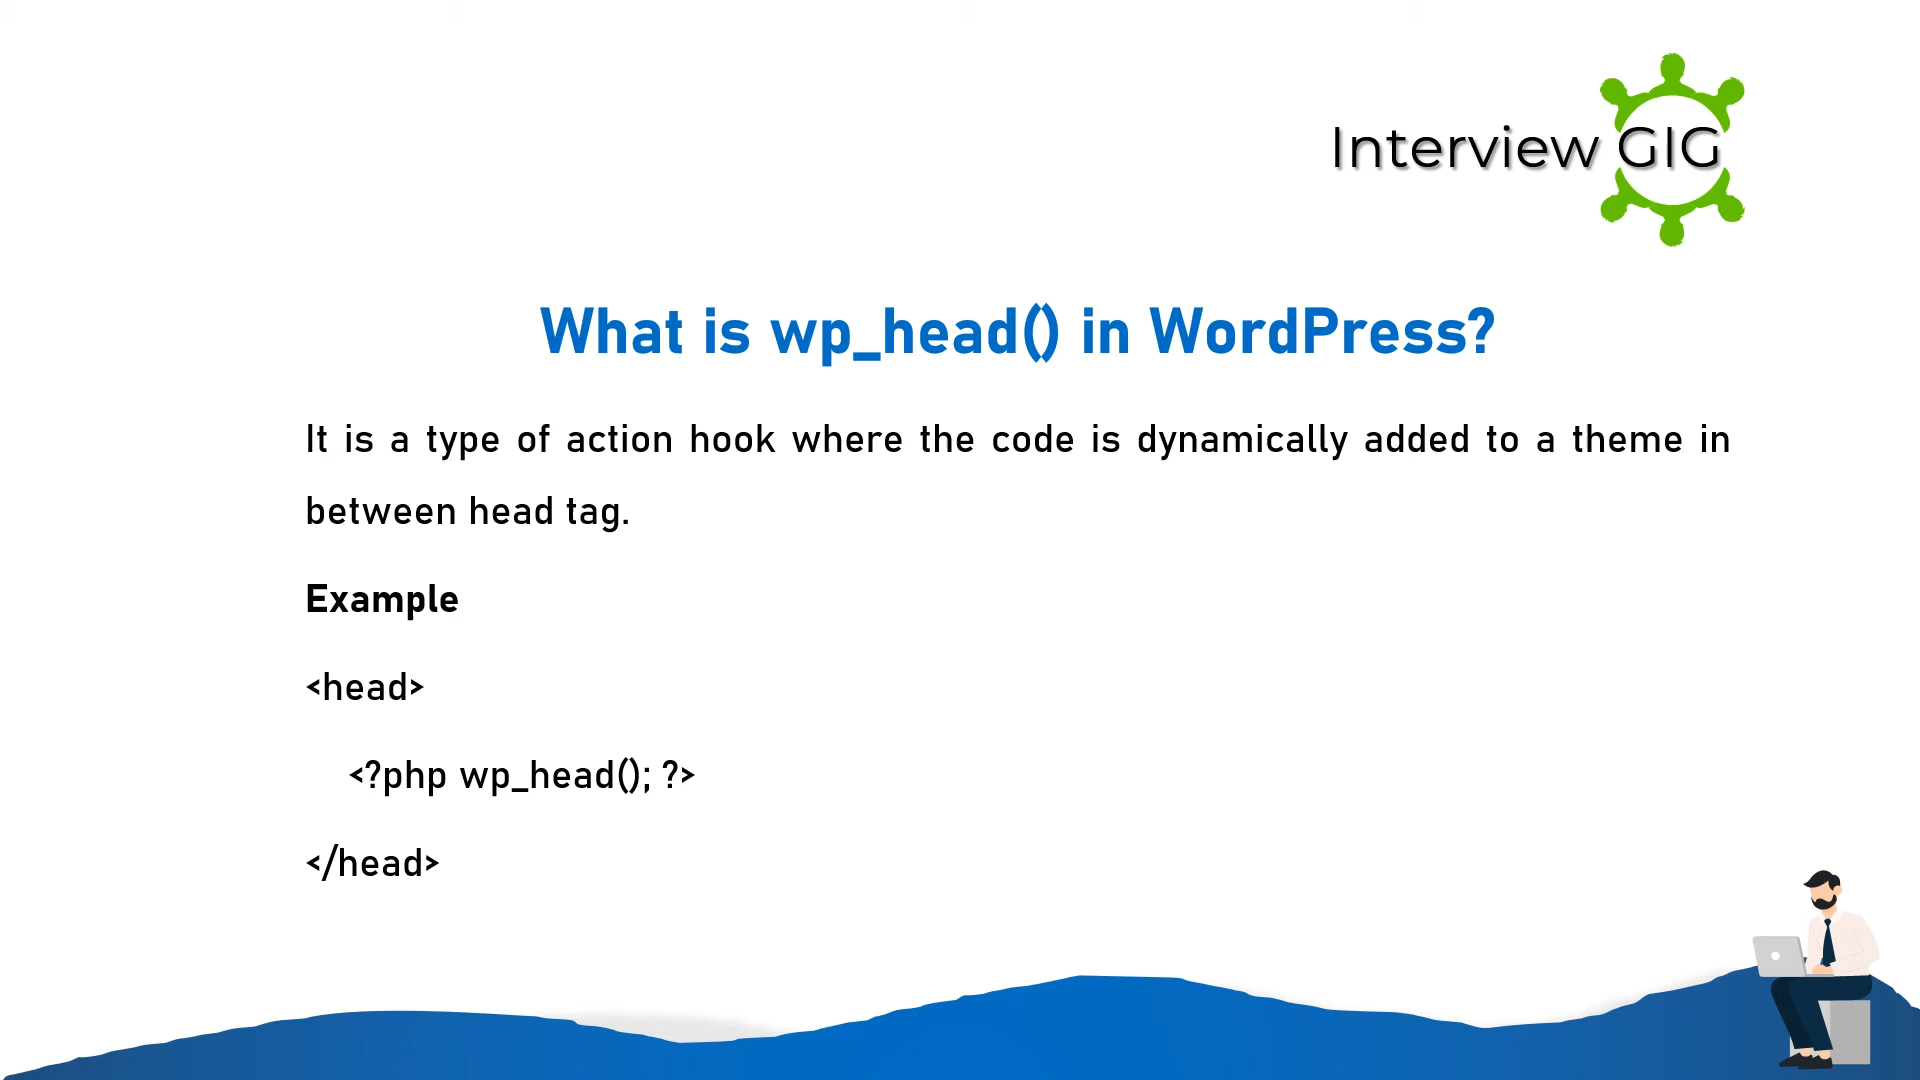 Interview GIG
What is wp_head() in WordPress?
It is a type of action hook where the code is dynamically added to a theme in
between head tag.
Example
<head>
<?php wp_head(); ?>
</head>